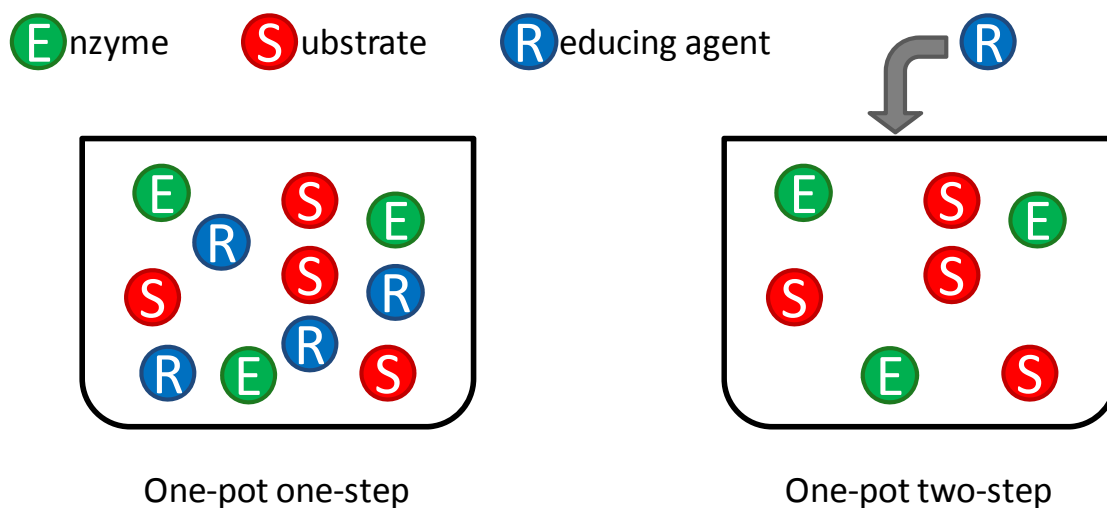 Enzyme Substrate Reducing agent R
E S E
R
S S R
R E R S
E S E
S S
E S
One-pot one-step One-pot two-step